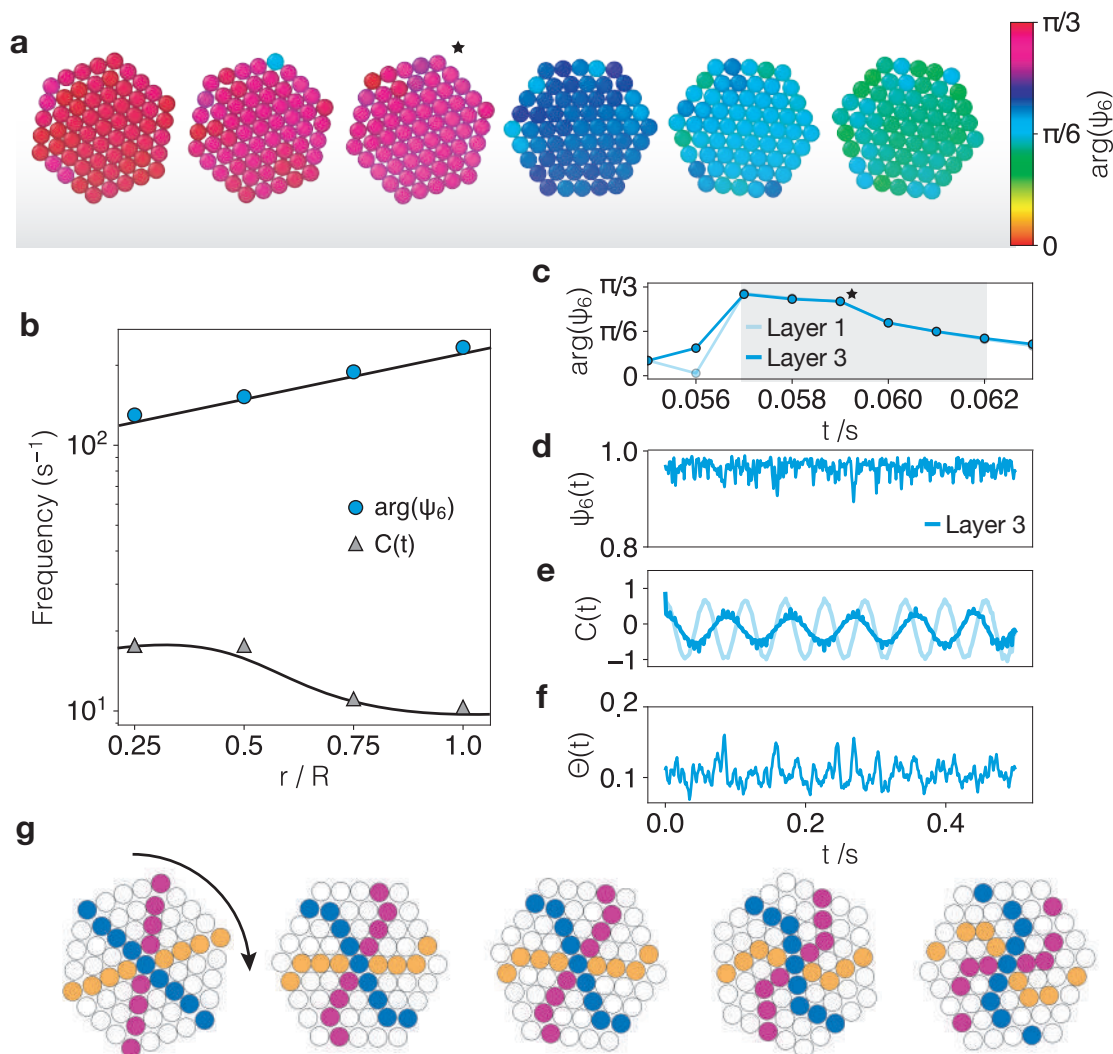 a
π/3
π/6
0
arg(ψ₆)
b
Frequency (s⁻¹)
10²
10¹
arg(ψ₆)
C(t)
0.25
0.5
0.75
1.0
r / R
c
arg(ψ₆)
π/3
π/6
0
Layer 1
Layer 3
0.056
0.058
0.060
0.062
t /s
d
ψ₆(t)
1.0
0.8
Layer 3
e
C(t)
1
0
−1
f
Θ(t)
0.2
0.1
0.0
0.2
0.4
t /s
g